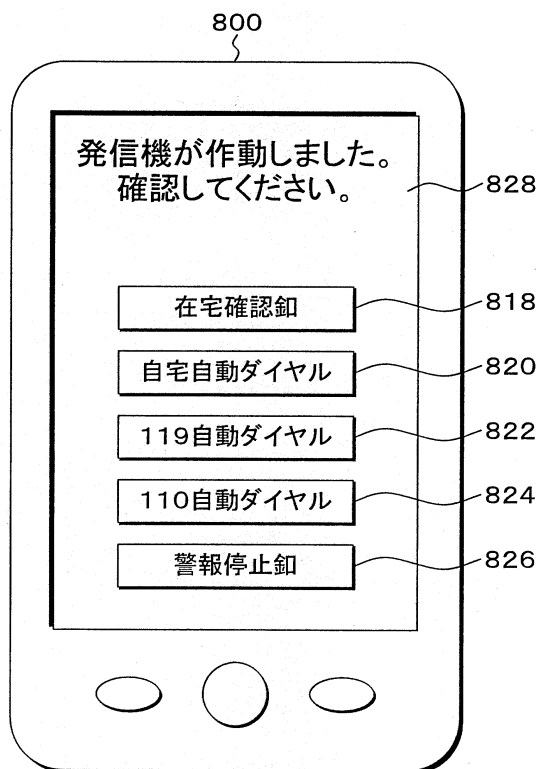 800
発信機が作動しました。
確認してください。
828
在宅確認釦
818
自宅自動ダイヤル
820
119自動ダイヤル
822
110自動ダイヤル
824
警報停止釦
826